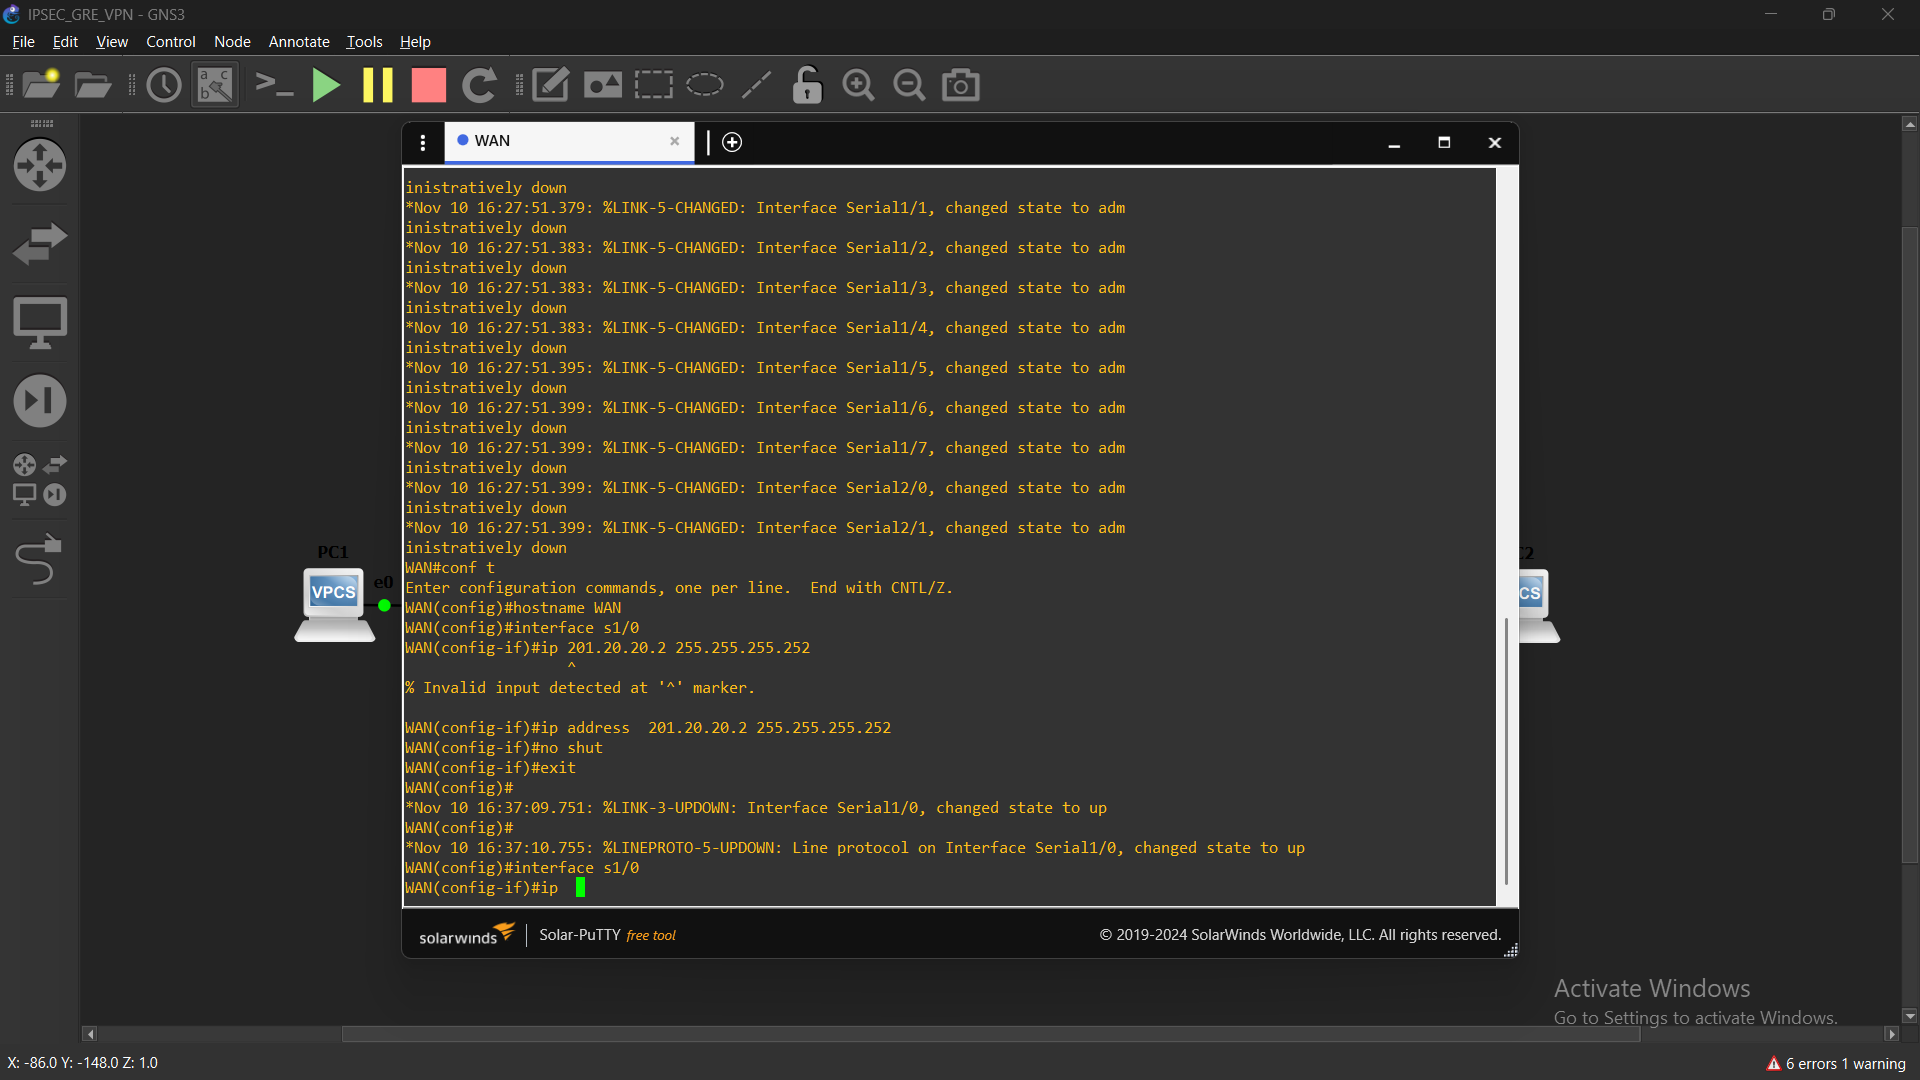 IPSEC_GRE_VPN - GNS3
File Edit View Control Node Annotate Tools Help
a c
b
>_
WAN
inistratively down
*Nov 10 16:27:51.379: %LINK-5-CHANGED: Interface Serial1/1, changed state to adm
inistratively down
*Nov 10 16:27:51.383: %LINK-5-CHANGED: Interface Serial1/2, changed state to adm
inistratively down
*Nov 10 16:27:51.383: %LINK-5-CHANGED: Interface Serial1/3, changed state to adm
inistratively down
*Nov 10 16:27:51.383: %LINK-5-CHANGED: Interface Serial1/4, changed state to adm
inistratively down
*Nov 10 16:27:51.395: %LINK-5-CHANGED: Interface Serial1/5, changed state to adm
inistratively down
*Nov 10 16:27:51.399: %LINK-5-CHANGED: Interface Serial1/6, changed state to adm
inistratively down
*Nov 10 16:27:51.399: %LINK-5-CHANGED: Interface Serial1/7, changed state to adm
inistratively down
*Nov 10 16:27:51.399: %LINK-5-CHANGED: Interface Serial2/0, changed state to adm
inistratively down
*Nov 10 16:27:51.399: %LINK-5-CHANGED: Interface Serial2/1, changed state to adm
inistratively down
WAN#conf t
Enter configuration commands, one per line.  End with CNTL/Z.
WAN(config)#hostname WAN
WAN(config)#interface s1/0
WAN(config-if)#ip 201.20.20.2 255.255.255.252
^
% Invalid input detected at '^' marker.
WAN(config-if)#ip address  201.20.20.2 255.255.255.252
WAN(config-if)#no shut
WAN(config-if)#exit
WAN(config)#
*Nov 10 16:37:09.751: %LINK-3-UPDOWN: Interface Serial1/0, changed state to up
WAN(config)#
*Nov 10 16:37:10.755: %LINEPROTO-5-UPDOWN: Line protocol on Interface Serial1/0, changed state to up
WAN(config)#interface s1/0
WAN(config-if)#ip
PC1
VPCS
e0
C2
CS
solarwinds
Solar-PuTTY free tool
© 2019-2024 SolarWinds Worldwide, LLC. All rights reserved.
Activate Windows
Go to Settings to activate Windows.
X: -86.0 Y: -148.0 Z: 1.0
6 errors 1 warning